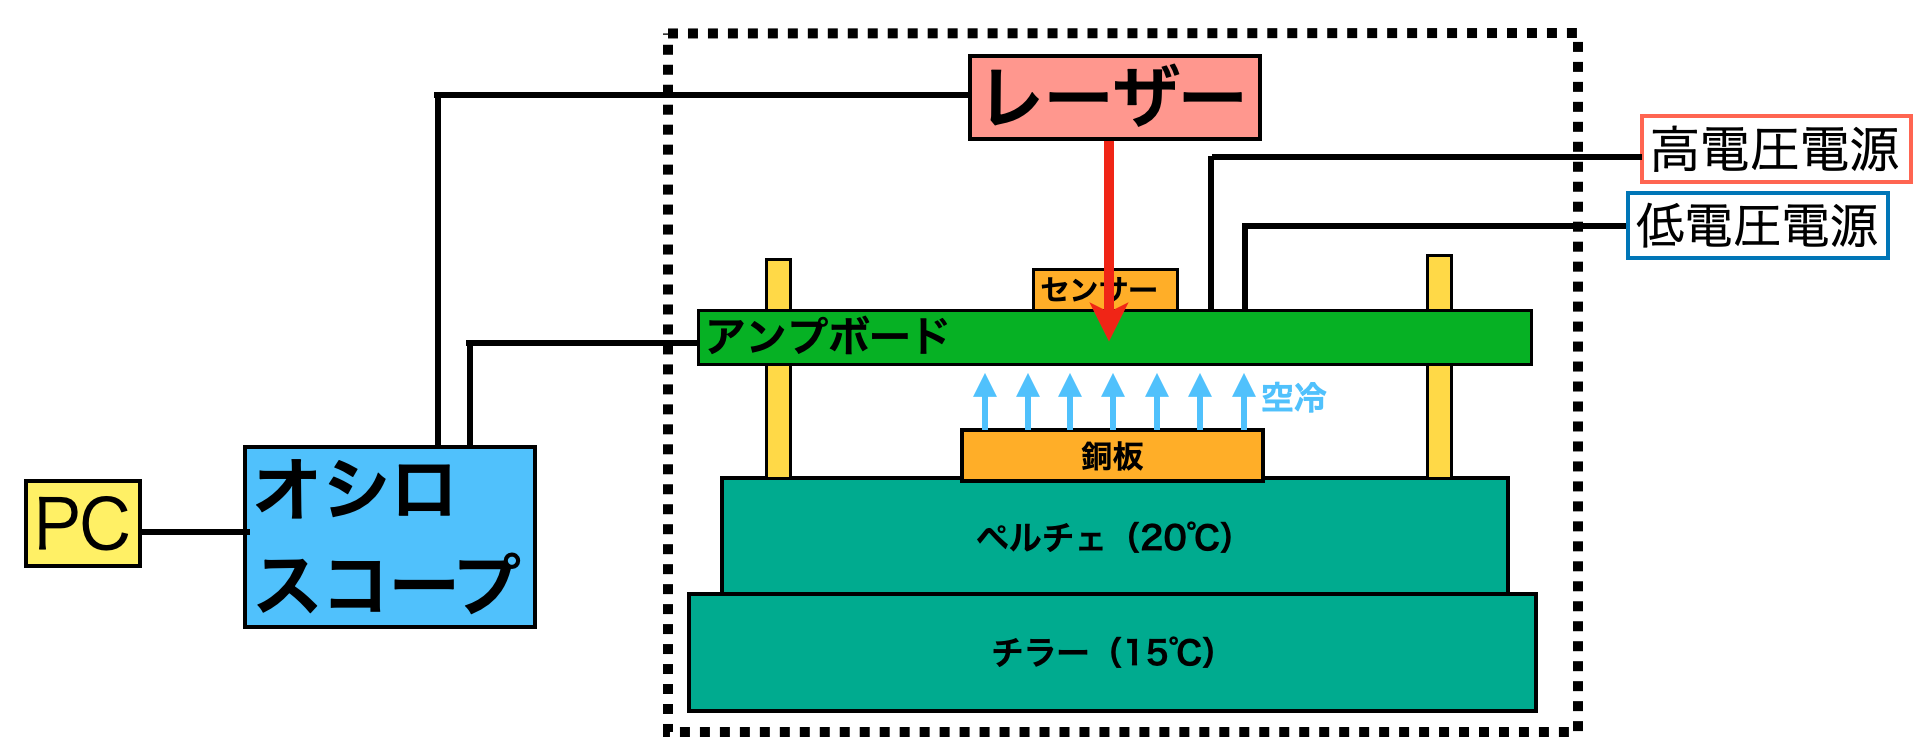 レーザー
高電圧電源
低電圧電源
センサー
アンプボード
空冷
銅板
オシロ
スコープ
PC
ペルチェ（20℃）
チラー（15℃）